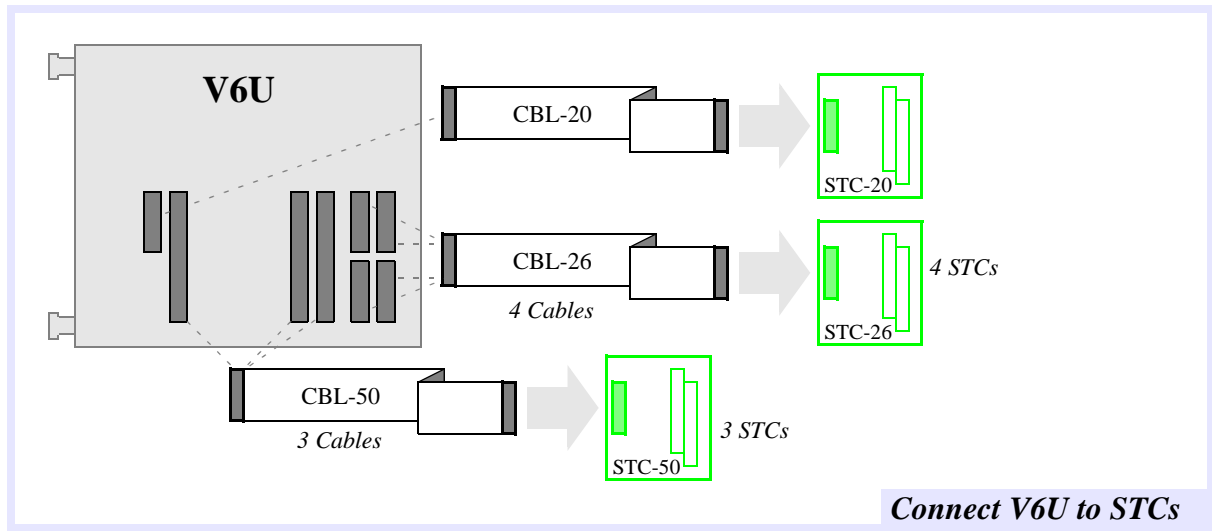 V6U
CBL-20
STC-20
CBL-26
4 Cables
4 STCs
STC-26
CBL-50
3 Cables
3 STCs
STC-50
Connect V6U to STCs